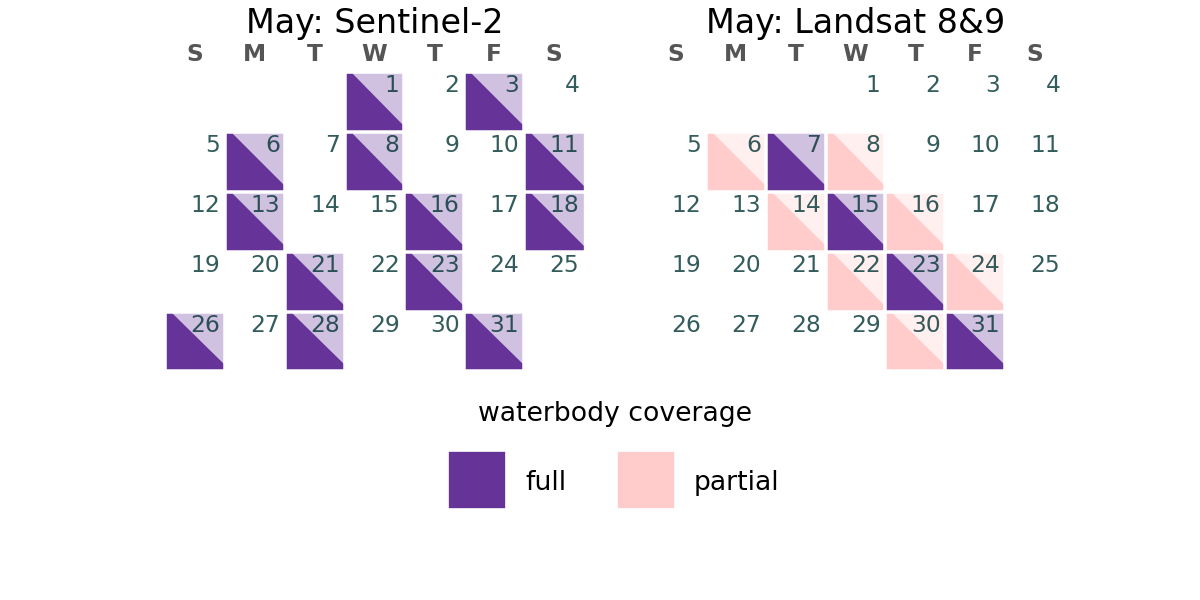 May: Sentinel-2
S M T W T F S
1 2 3 4
5 6 7 8 9 10 11
12 13 14 15 16 17 18
19 20 21 22 23 24 25
26 27 28 29 30 31
May: Landsat 8&9
S M T W T F S
1 2 3 4
5 6 7 8 9 10 11
12 13 14 15 16 17 18
19 20 21 22 23 24 25
26 27 28 29 30 31
waterbody coverage
full
partial